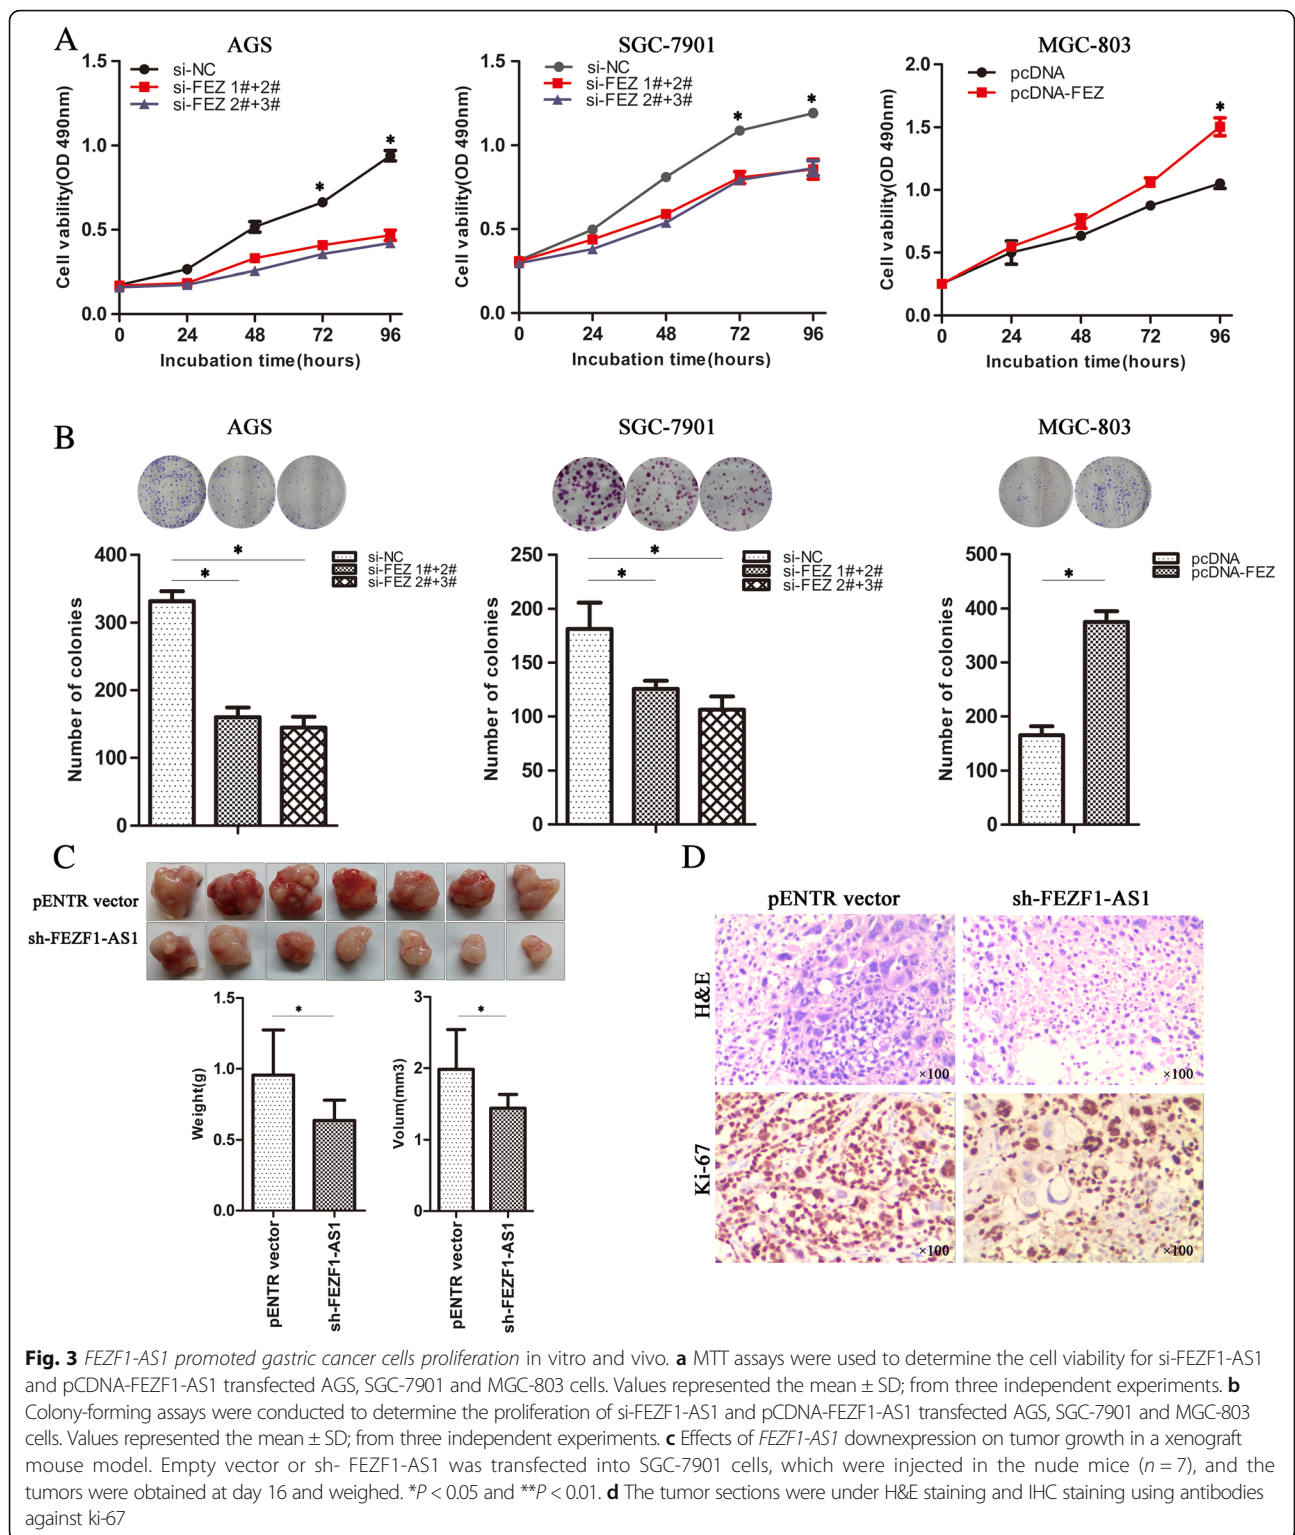 A
AGS
SGC-7901
MGC-803
si-NC
si-FEZ 1#+2#
si-FEZ 2#+3#
Cell vability(OD 490nm)
1.5
1.0
0.5
0.0
0 24 48 72 96
Incubation time(hours)
* *
si-NC
si-FEZ 1#+2#
si-FEZ 2#+3#
Cell vability(OD 490nm)
1.5
1.0
0.5
0.0
0 24 48 72 96
Incubation time(hours)
* *
pcDNA
pcDNA-FEZ
Cell vability(OD 490nm)
2.0
1.5
1.0
0.5
0.0
0 24 48 72 96
Incubation time(hours)
*
B
AGS
SGC-7901
MGC-803
Number of colonies
400
300
200
100
0
*
*
si-NC
si-FEZ 1#+2#
si-FEZ 2#+3#
Number of colonies
250
200
150
100
50
0
*
*
si-NC
si-FEZ 1#+2#
si-FEZ 2#+3#
Number of colonies
500
400
300
200
100
0
*
pcDNA
pcDNA-FEZ
C
pENTR vector
sh-FEZF1-AS1
Weight(g)
1.5
1.0
0.5
0.0
*
pENTR vector
sh-FEZF1-AS1
Volum(mm3)
3
2
1
0
*
pENTR vector
sh-FEZF1-AS1
D
pENTR vector
sh-FEZF1-AS1
H&E
×100
×100
Ki-67
×100
×100
Fig. 3 FEZF1-AS1 promoted gastric cancer cells proliferation in vitro and vivo. a MTT assays were used to determine the cell viability for si-FEZF1-AS1
and pCDNA-FEZF1-AS1 transfected AGS, SGC-7901 and MGC-803 cells. Values represented the mean ± SD; from three independent experiments. b
Colony-forming assays were conducted to determine the proliferation of si-FEZF1-AS1 and pCDNA-FEZF1-AS1 transfected AGS, SGC-7901 and MGC-803
cells. Values represented the mean ± SD; from three independent experiments. c Effects of FEZF1-AS1 downexpression on tumor growth in a xenograft
mouse model. Empty vector or sh- FEZF1-AS1 was transfected into SGC-7901 cells, which were injected in the nude mice (n = 7), and the
tumors were obtained at day 16 and weighed. *P < 0.05 and **P < 0.01. d The tumor sections were under H&E staining and IHC staining using antibodies
against ki-67